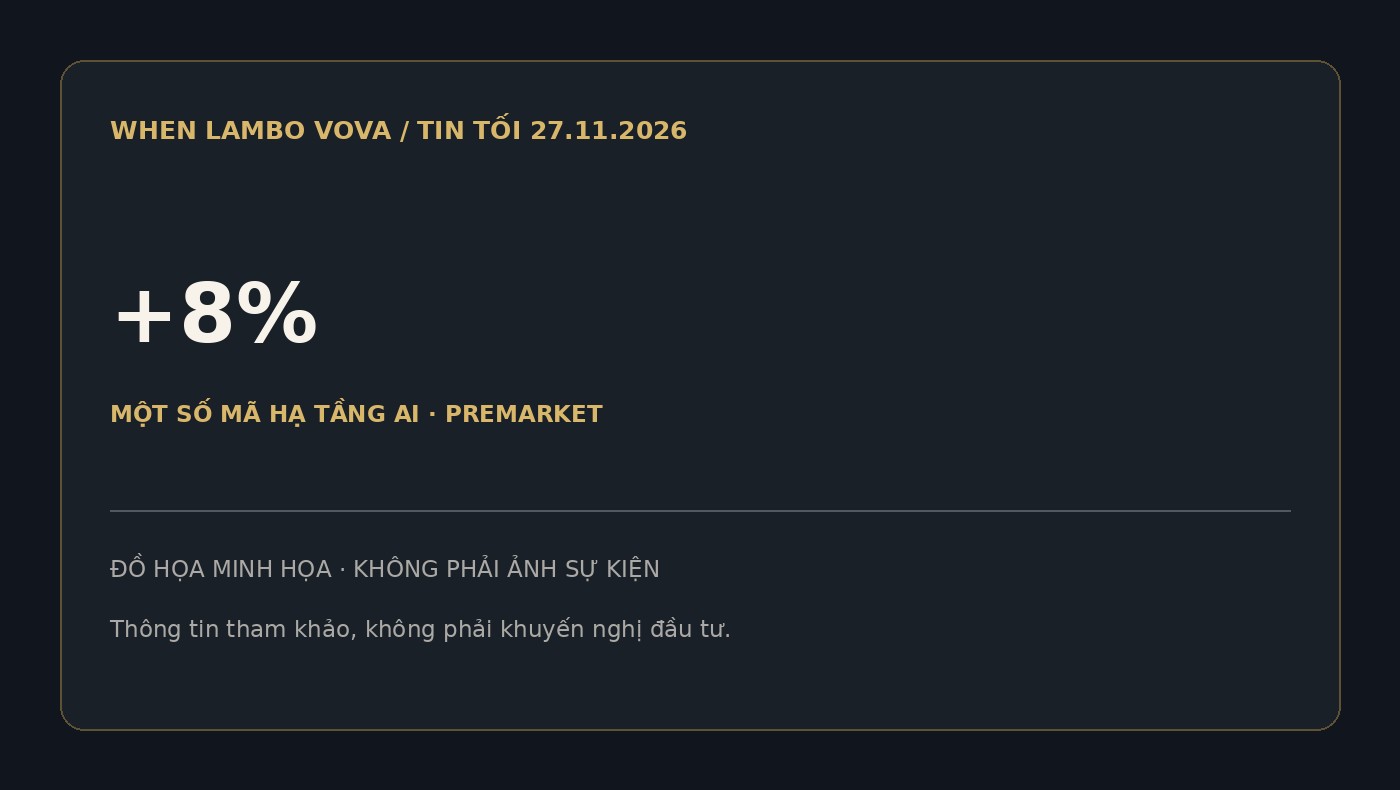 WHEN LAMBO VOVA / TIN TỐI 27.11.2026
+8%
MỘT SỐ MÃ HẠ TẦNG AI · PREMARKET
ĐỒ HỌA MINH HỌA · KHÔNG PHẢI ẢNH SỰ KIỆN
Thông tin tham khảo, không phải khuyến nghị đầu tư.